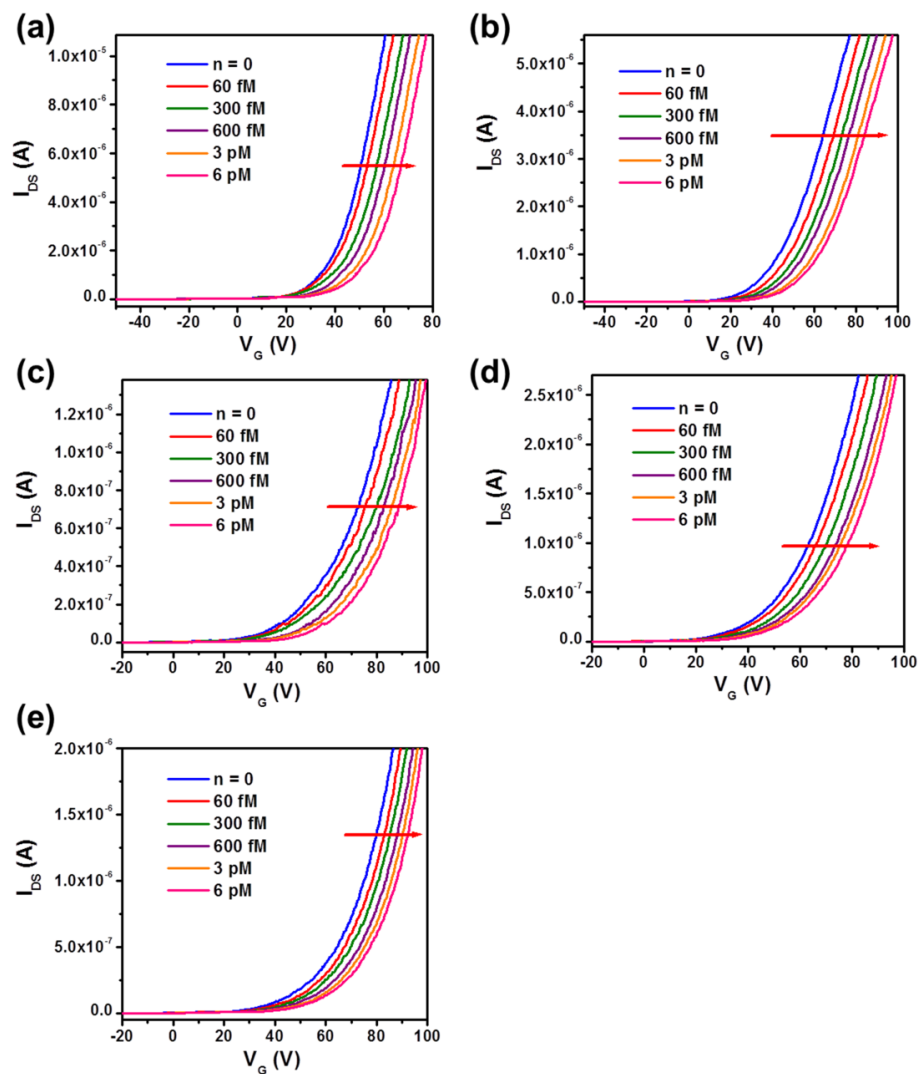 (a)
n = 0
60 fM
300 fM
600 fM
3 pM
6 pM
1.0x10⁻⁵
8.0x10⁻⁶
6.0x10⁻⁶
4.0x10⁻⁶
2.0x10⁻⁶
0.0
I_DS (A)
-40 -20 0 20 40 60 80
V_G (V)
(b)
n = 0
60 fM
300 fM
600 fM
3 pM
6 pM
5.0x10⁻⁶
4.0x10⁻⁶
3.0x10⁻⁶
2.0x10⁻⁶
1.0x10⁻⁶
0.0
I_DS (A)
-40 -20 0 20 40 60 80 100
V_G (V)
(c)
n = 0
60 fM
300 fM
600 fM
3 pM
6 pM
1.2x10⁻⁶
1.0x10⁻⁶
8.0x10⁻⁷
6.0x10⁻⁷
4.0x10⁻⁷
2.0x10⁻⁷
0.0
I_DS (A)
-20 0 20 40 60 80 100
V_G (V)
(d)
n = 0
60 fM
300 fM
600 fM
3 pM
6 pM
2.5x10⁻⁶
2.0x10⁻⁶
1.5x10⁻⁶
1.0x10⁻⁶
5.0x10⁻⁷
0.0
I_DS (A)
-20 0 20 40 60 80 100
V_G (V)
(e)
n = 0
60 fM
300 fM
600 fM
3 pM
6 pM
2.0x10⁻⁶
1.5x10⁻⁶
1.0x10⁻⁶
5.0x10⁻⁷
0.0
I_DS (A)
-20 0 20 40 60 80 100
V_G (V)